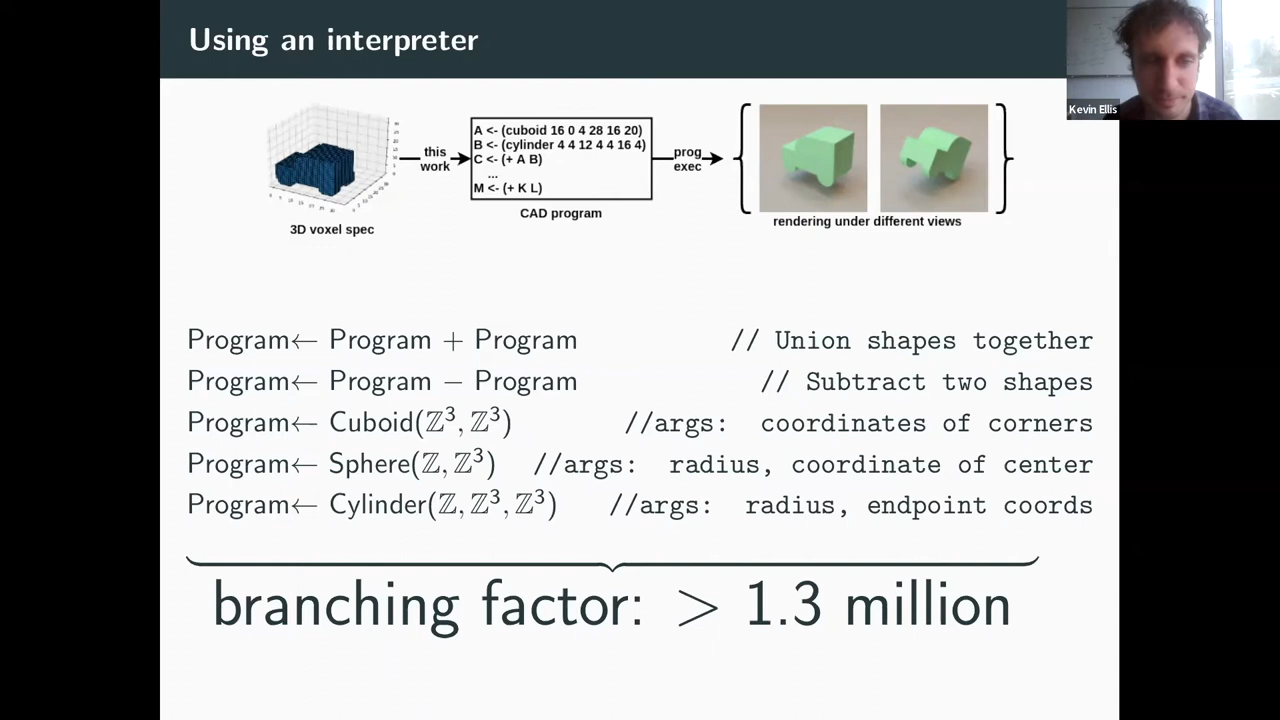 Using an interpreter
Kevin Ellis
this work
A <- (cuboid 16 0 4 28 16 20)
B <- (cylinder 4 4 12 4 4 16 4)
C <- (+ A B)
...
M <- (+ K L)
prog exec
3D voxel spec
CAD program
rendering under different views
Program← Program + Program // Union shapes together
Program← Program − Program // Subtract two shapes
Program← Cuboid(ℤ³, ℤ³) //args: coordinates of corners
Program← Sphere(ℤ, ℤ³) //args: radius, coordinate of center
Program← Cylinder(ℤ, ℤ³, ℤ³) //args: radius, endpoint coords
branching factor: > 1.3 million